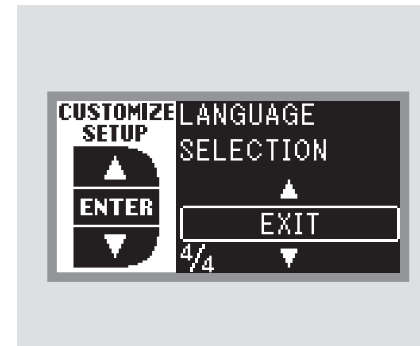 CUSTOMIZE
SETUP
ENTER
LANGUAGE
SELECTION
EXIT
4/4